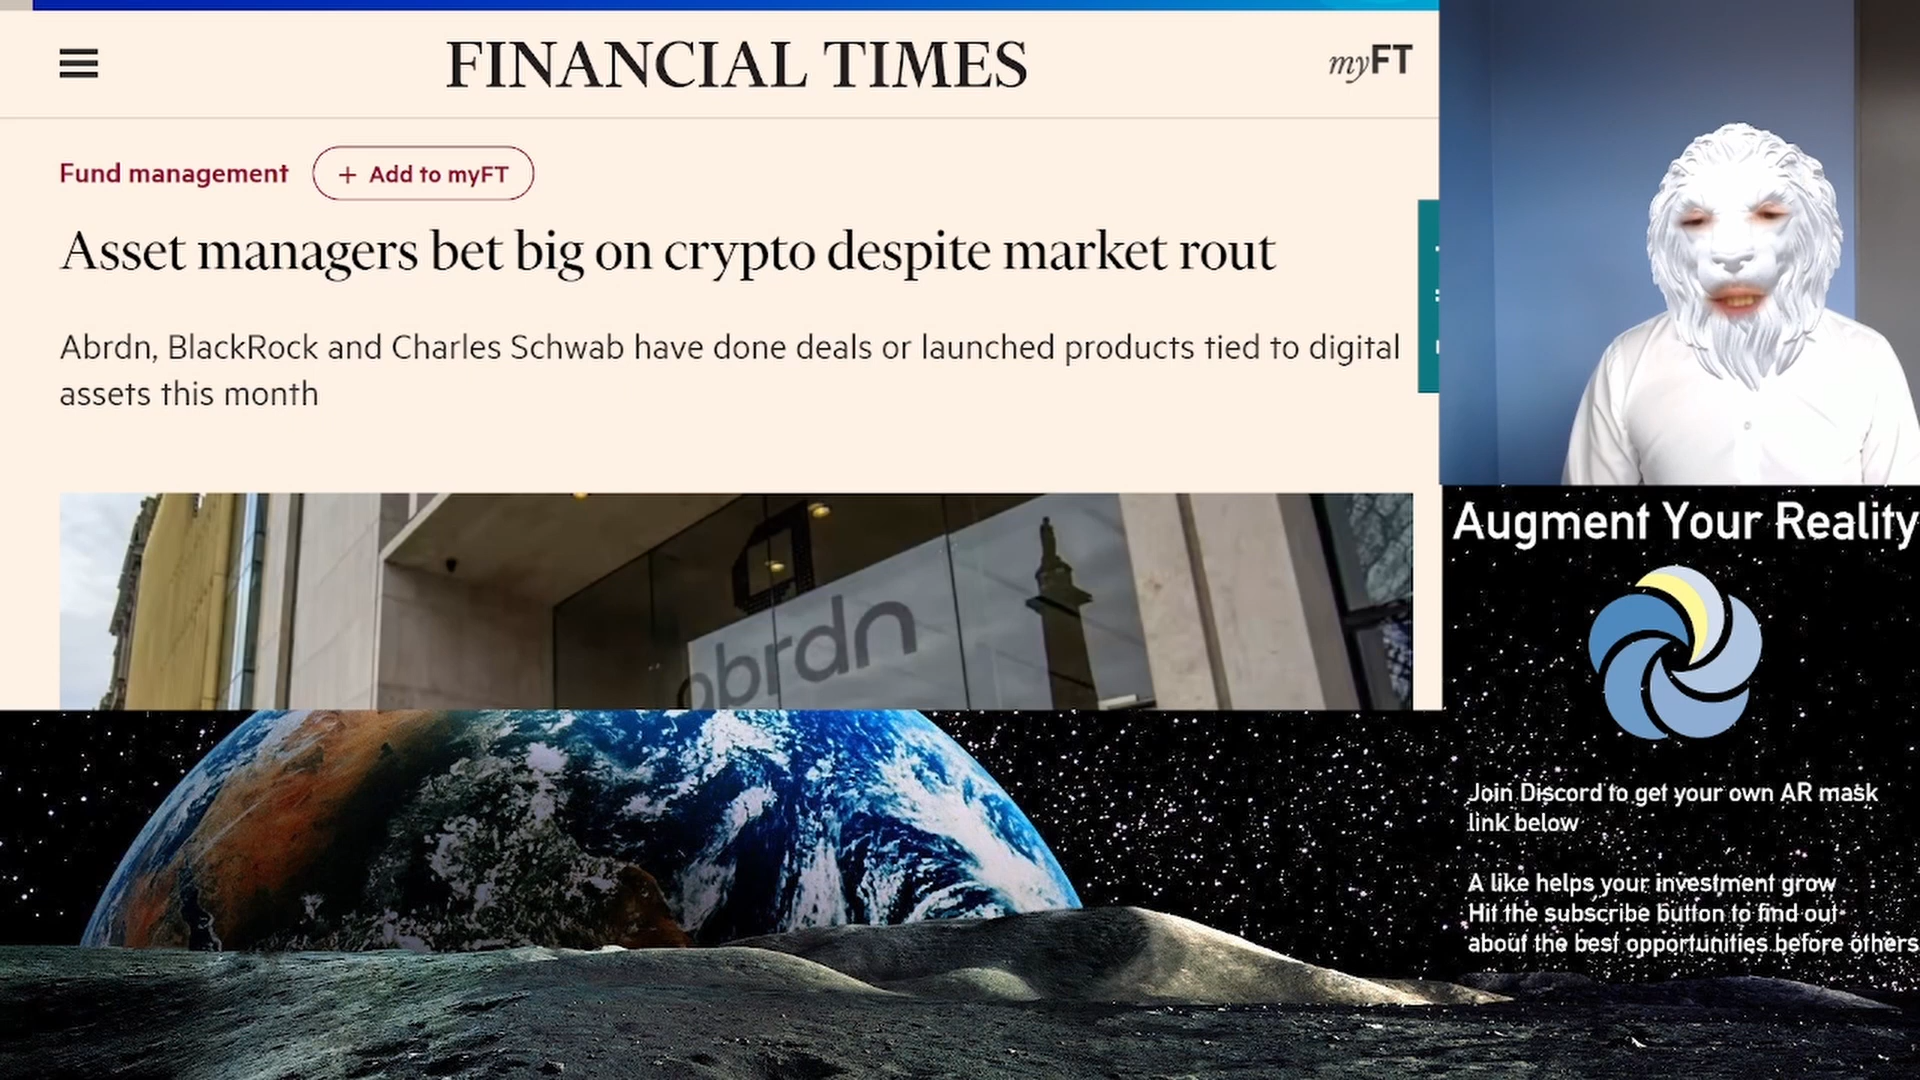 FINANCIAL TIMES
myFT
Fund management
+ Add to myFT
Asset managers bet big on crypto despite market rout
Abrdn, BlackRock and Charles Schwab have done deals or launched products tied to digital
assets this month
abrdn
Augment Your Reality
Join Discord to get your own AR mask
link below
A like helps your investment grow
Hit the subscribe button to find out
about the best opportunities before others